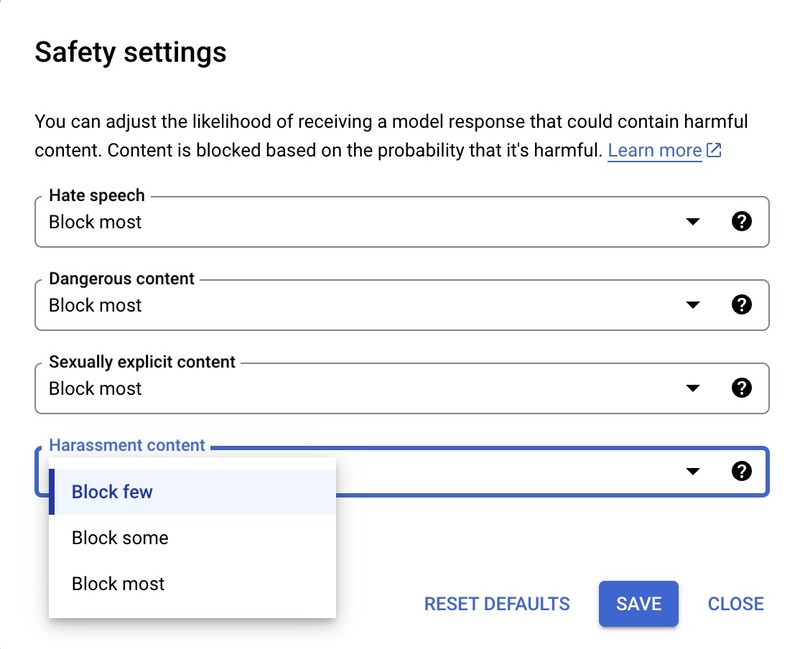 Safety settings
You can adjust the likelihood of receiving a model response that could contain harmful
content. Content is blocked based on the probability that it's harmful. Learn more
Hate speech
Block most
Dangerous content
Block most
Sexually explicit content
Block most
Harassment content
Block few
Block some
Block most
RESET DEFAULTS SAVE CLOSE